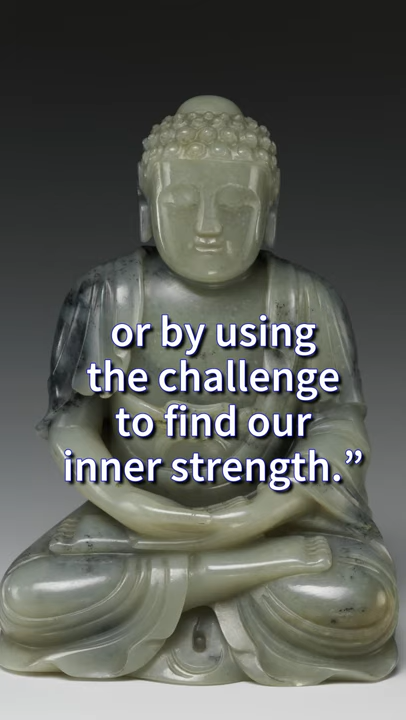 or by using
the challenge
to find our
inner strength.”